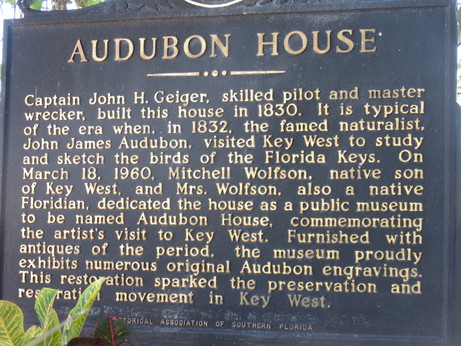 AUDUBON HOUSE
Captain John H. Geiger, skilled pilot and master
wrecker, built this house in 1830. It is typical
of the era when, in 1832, the famed naturalist,
John James Audubon, visited Key West to study
and sketch the birds of the Florida Keys. On
March 18, 1960, Mitchell Wolfson, native son
of Key West, and Mrs. Wolfson, also a native
Floridian, dedicated the house as a public museum
to be named Audubon House, commemorating
the artist's visit to Key West. Furnished with
antiques of the period, the museum proudly
exhibits numerous original Audubon engravings.
This restoration sparked the preservation and
restoration movement in Key West.
TORICAL ASSOCIATION OF SOUTHERN FLORIDA